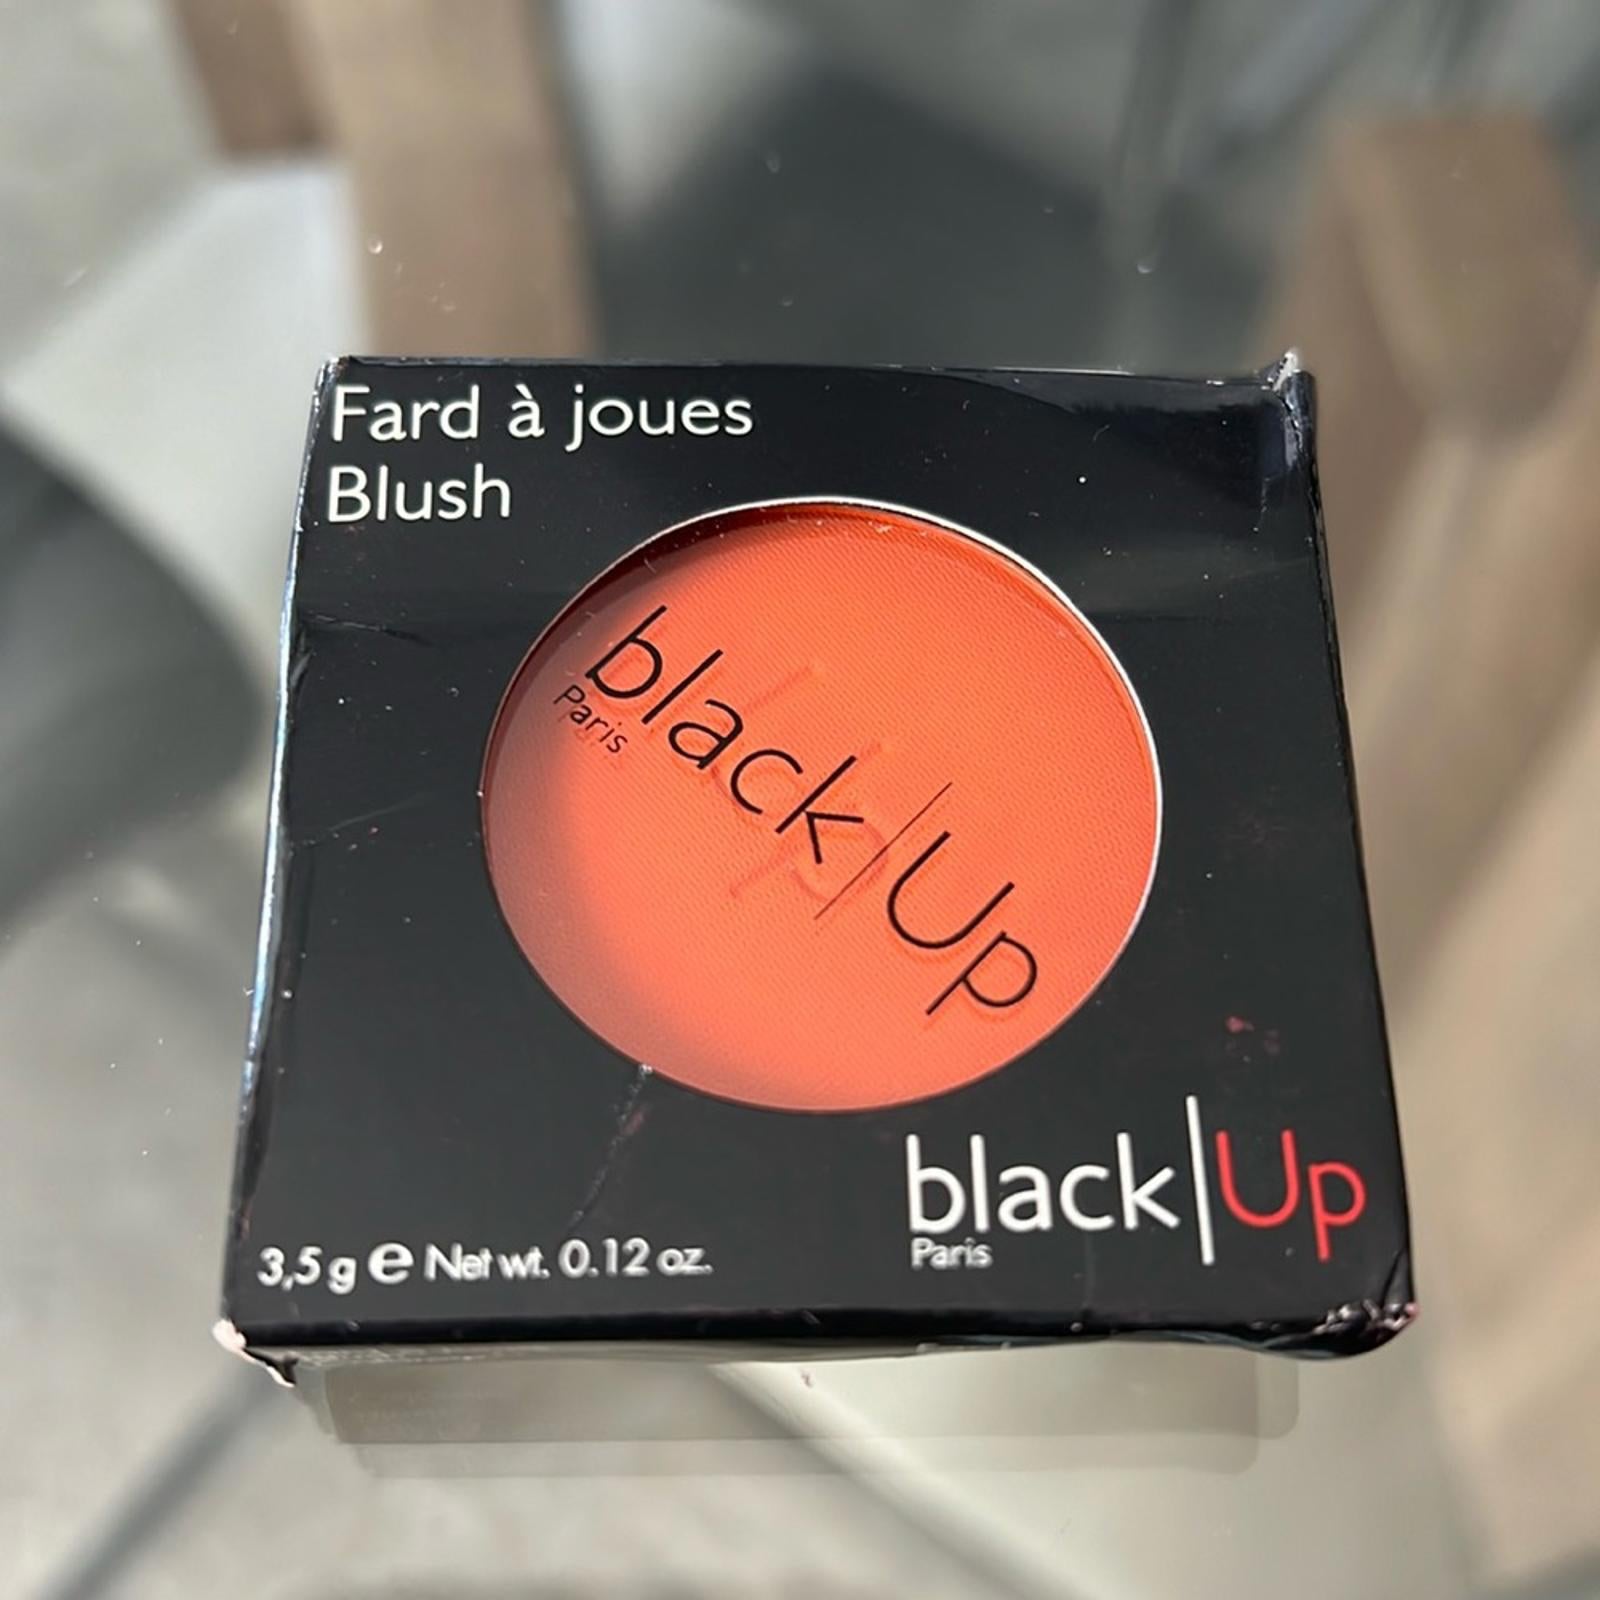 Fard à joues
Blush
black|Up
Paris
black|Up
Paris
3,5 g e Net wt. 0.12 oz.